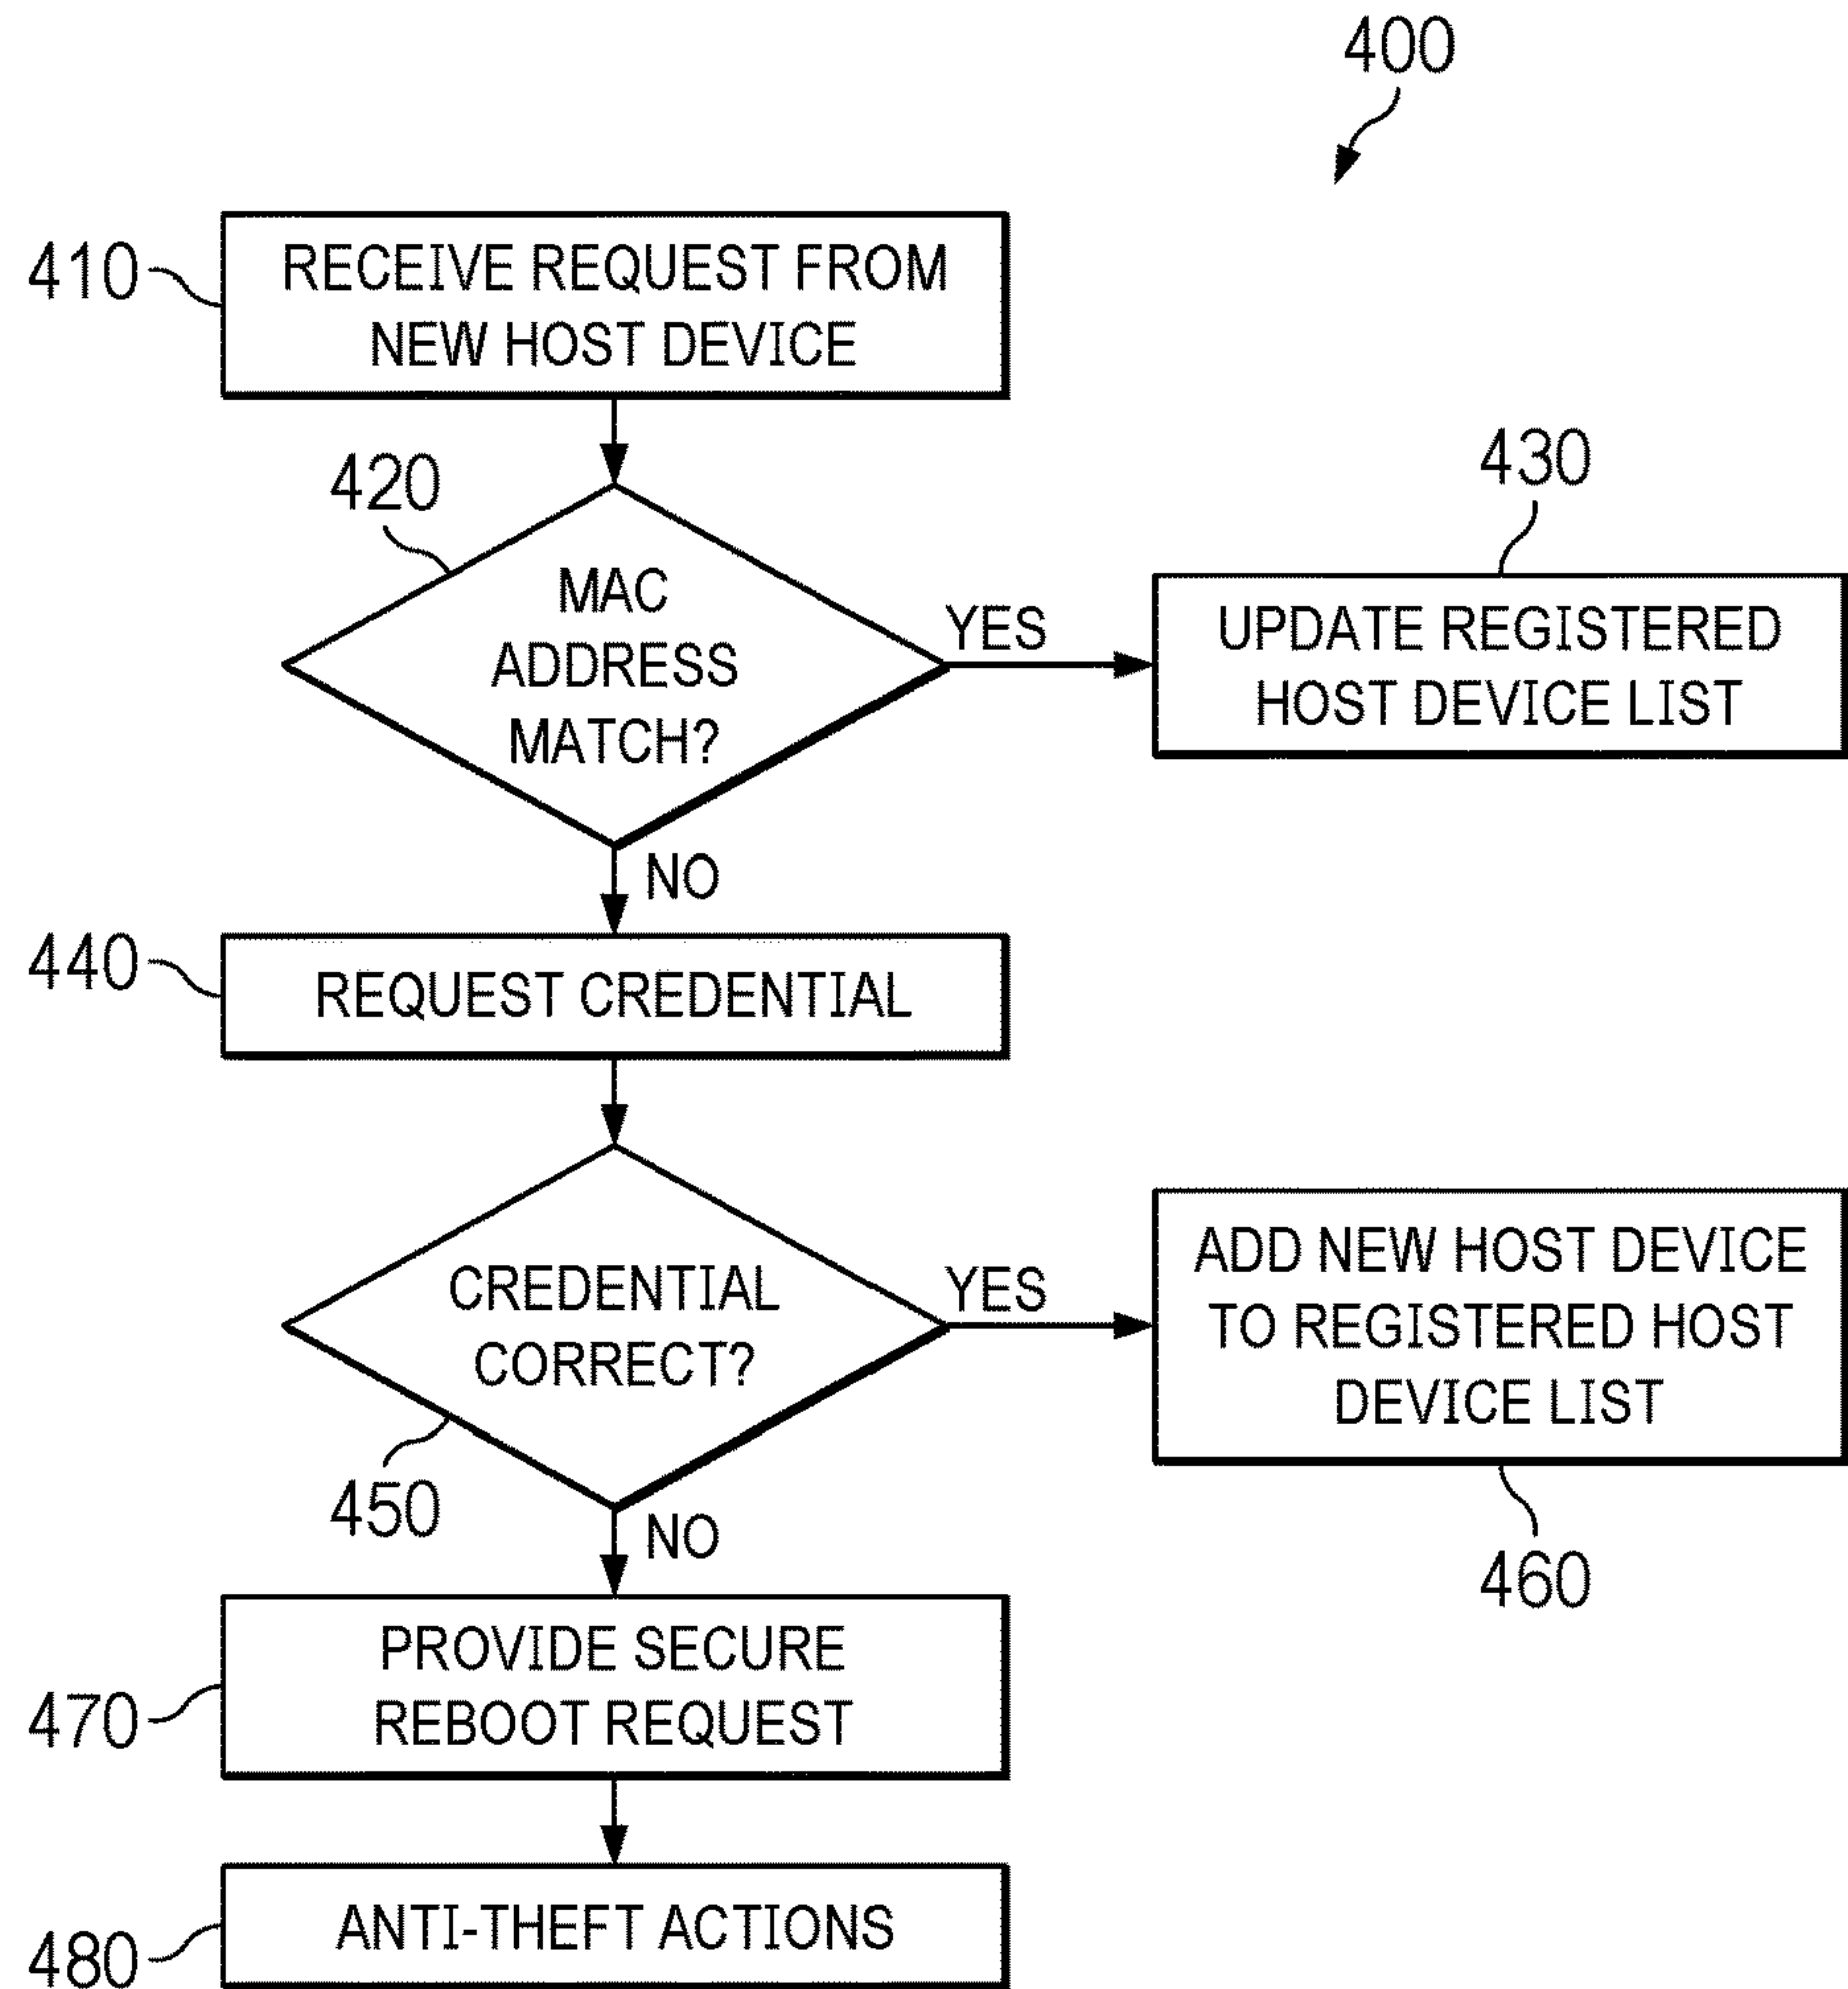 400
410
RECEIVE REQUEST FROM
NEW HOST DEVICE
420
MAC
ADDRESS
MATCH?
YES
430
UPDATE REGISTERED
HOST DEVICE LIST
NO
440
REQUEST CREDENTIAL
CREDENTIAL
CORRECT?
450
YES
ADD NEW HOST DEVICE
TO REGISTERED HOST
DEVICE LIST
460
NO
470
PROVIDE SECURE
REBOOT REQUEST
480
ANTI-THEFT ACTIONS